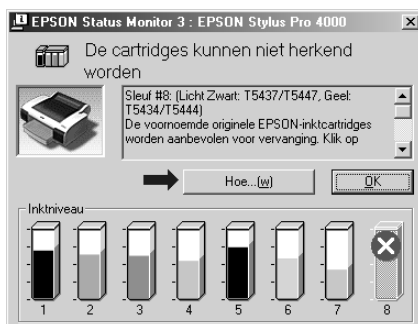 EPSON Status Monitor 3 : EPSON Stylus Pro 4000
De cartridges kunnen niet herkend
worden
Sleuf #8: (Licht Zwart: T5437/T5447, Geel:
T5434/T5444)
De voornoemde originele EPSON-inktcartridges
worden aanbevolen voor vervanging. Klik op
Hoe...(w)
OK
Inktniveau
1 2 3 4 5 6 7 8